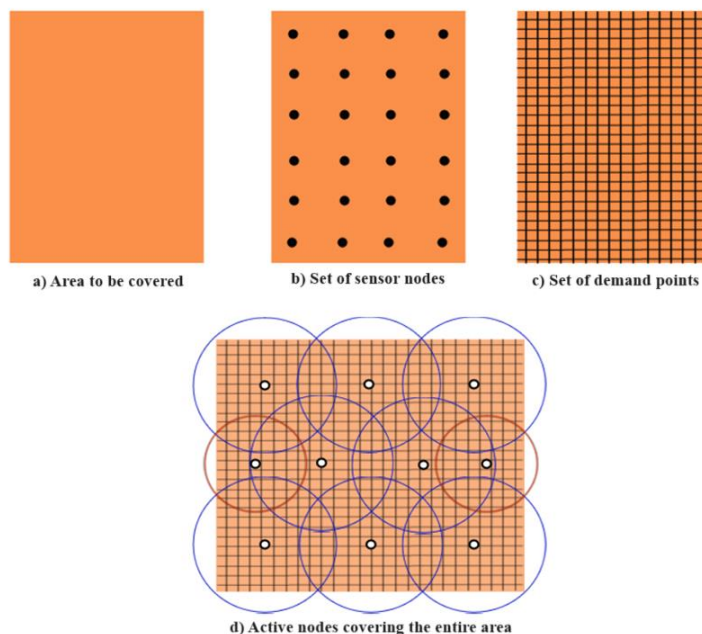 a) Area to be covered
b) Set of sensor nodes
c) Set of demand points
d) Active nodes covering the entire area